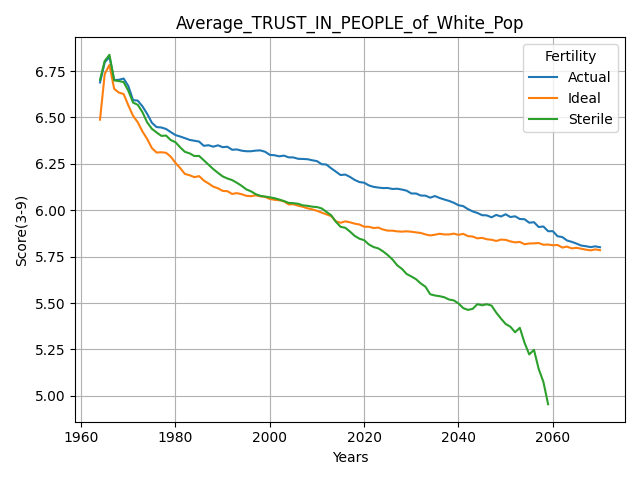 Average_TRUST_IN_PEOPLE_of_White_Pop
Fertility
Actual
Ideal
Sterile
Score(3-9)
6.75
6.50
6.25
6.00
5.75
5.50
5.25
5.00
1960 1980 2000 2020 2040 2060
Years